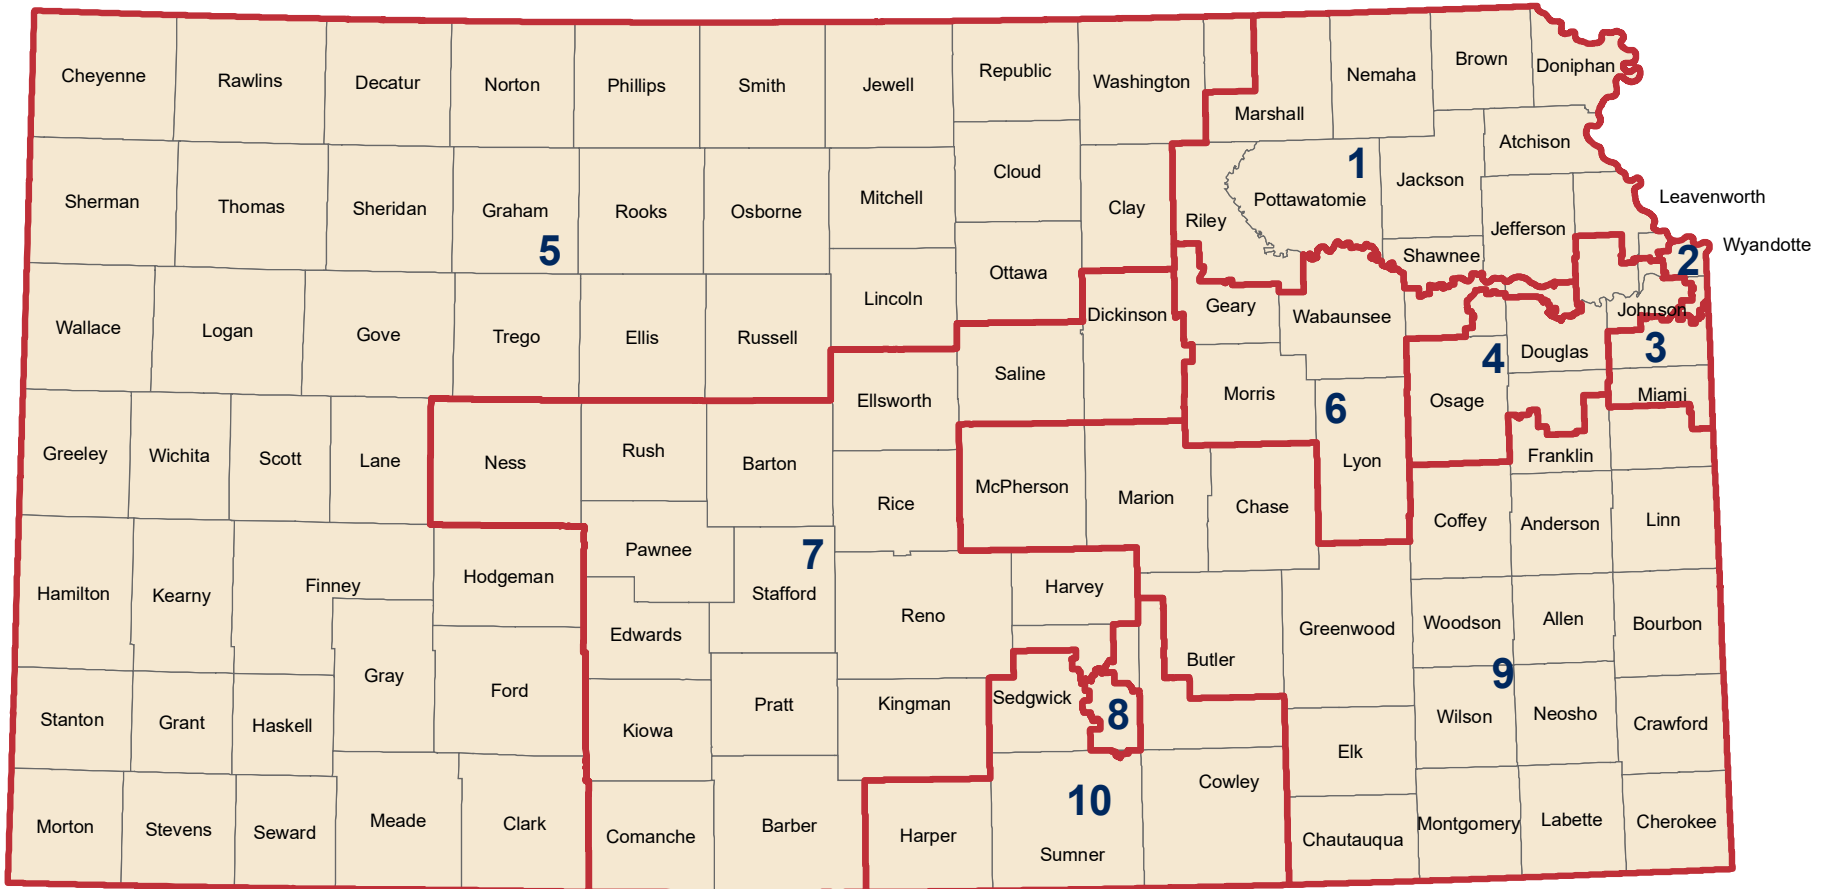 Cheyenne
Rawlins
Decatur
Norton
Phillips
Smith
Jewell
Republic
Washington
Marshall
Nemaha
Brown
Doniphan
Sherman
Thomas
Sheridan
Graham
5
Rooks
Osborne
Mitchell
Cloud
Clay
Riley
Pottawatomie
1
Jackson
Atchison
Jefferson
Leavenworth
Wyandotte
2
Shawnee
Wallace
Logan
Gove
Trego
Ellis
Russell
Lincoln
Ottawa
Dickinson
Geary
Wabaunsee
Johnson
3
Douglas
4
Saline
Ellsworth
Morris
6
Osage
Miami
Greeley
Wichita
Scott
Lane
Ness
Rush
Barton
Rice
McPherson
Marion
Chase
Lyon
Franklin
Coffey
Anderson
Linn
Hamilton
Kearny
Finney
Hodgeman
Pawnee
7
Stafford
Edwards
Reno
Harvey
Butler
Greenwood
Woodson
Allen
Bourbon
9
Gray
Ford
Kiowa
Pratt
Kingman
Sedgwick
8
Stanton
Grant
Haskell
Wilson
Neosho
Crawford
Elk
Cowley
10
Morton
Stevens
Seward
Meade
Clark
Comanche
Barber
Harper
Sumner
Chautauqua
Montgomery
Labette
Cherokee